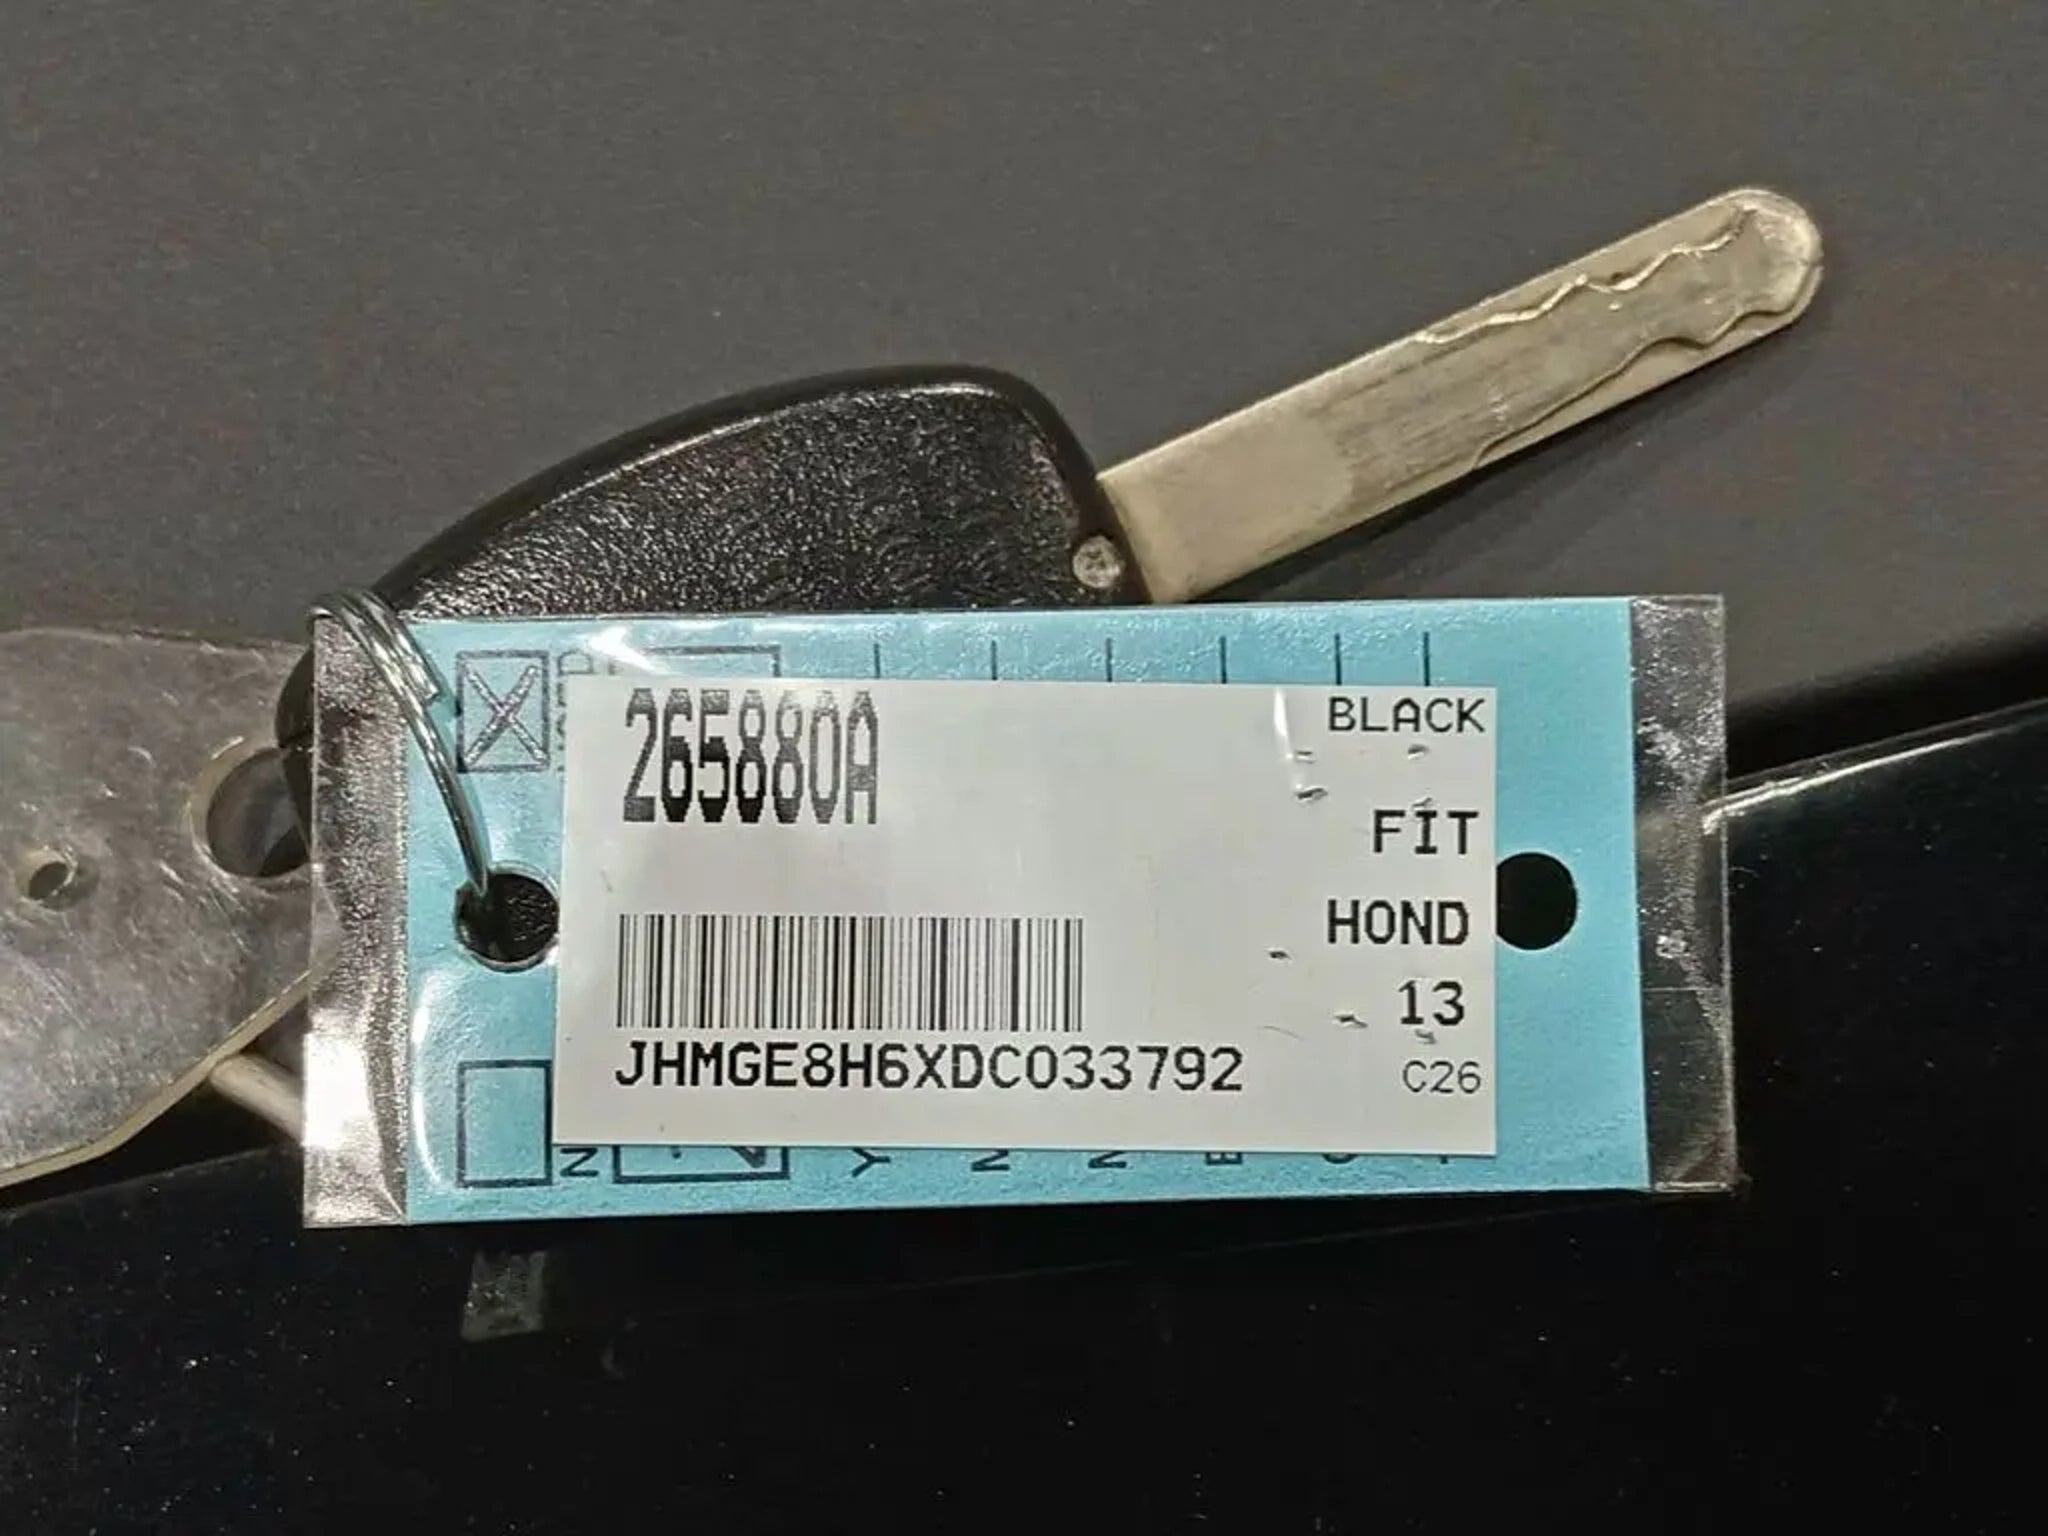 265880A
BLACK
FIT
HOND
13
JHMGE8H6XDC033792
C26